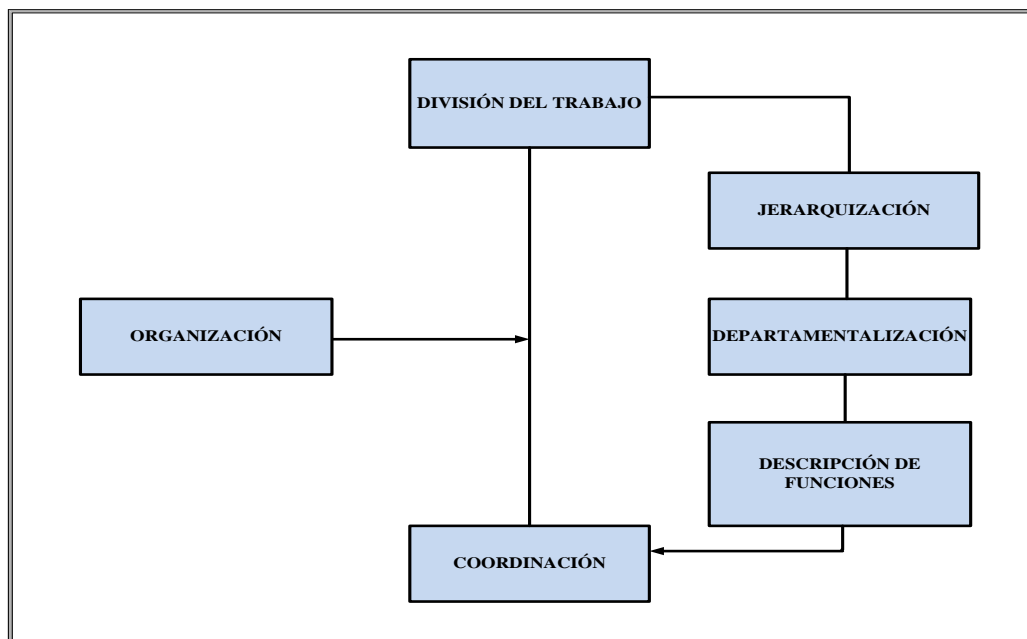 DIVISIÓN DEL TRABAJO
JERARQUIZACIÓN
ORGANIZACIÓN
DEPARTAMENTALIZACIÓN
DESCRIPCIÓN DE
FUNCIONES
COORDINACIÓN